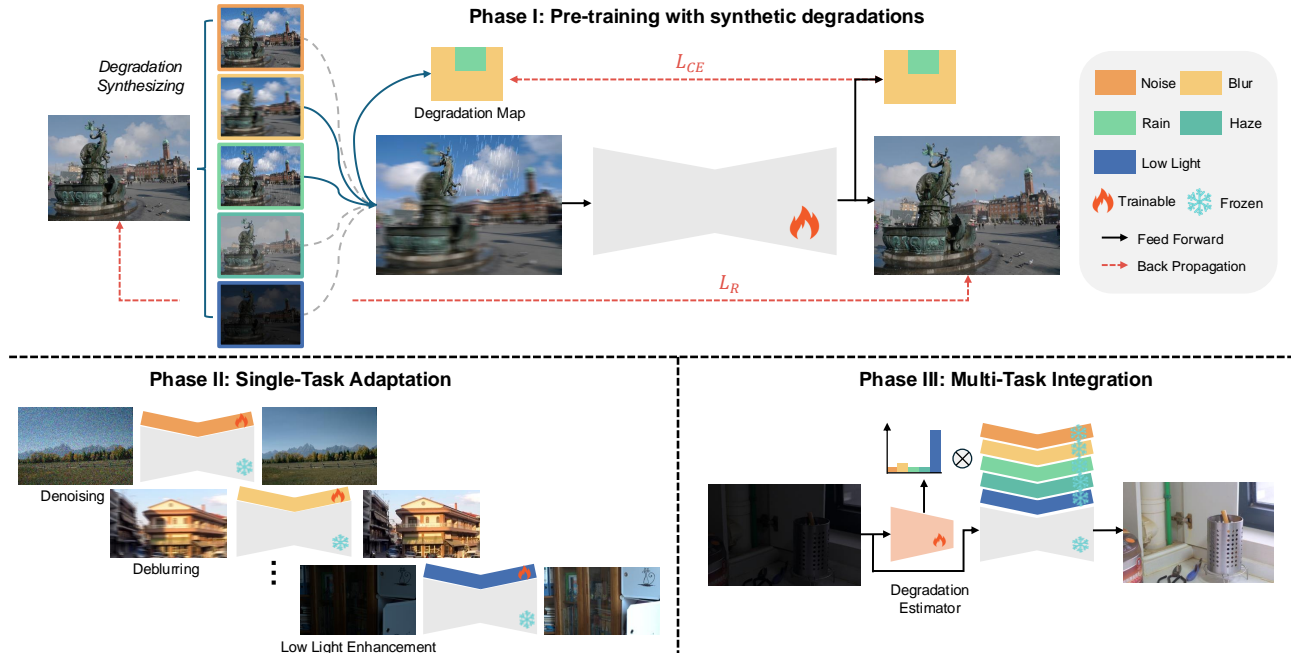 Phase I: Pre-training with synthetic degradations
Degradation
Synthesizing
L_CE
Degradation Map
L_R
Noise
Blur
Rain
Haze
Low Light
Trainable
Frozen
Feed Forward
Back Propagation
Phase II: Single-Task Adaptation
Denoising
Deblurring
Low Light Enhancement
Phase III: Multi-Task Integration
Degradation
Estimator